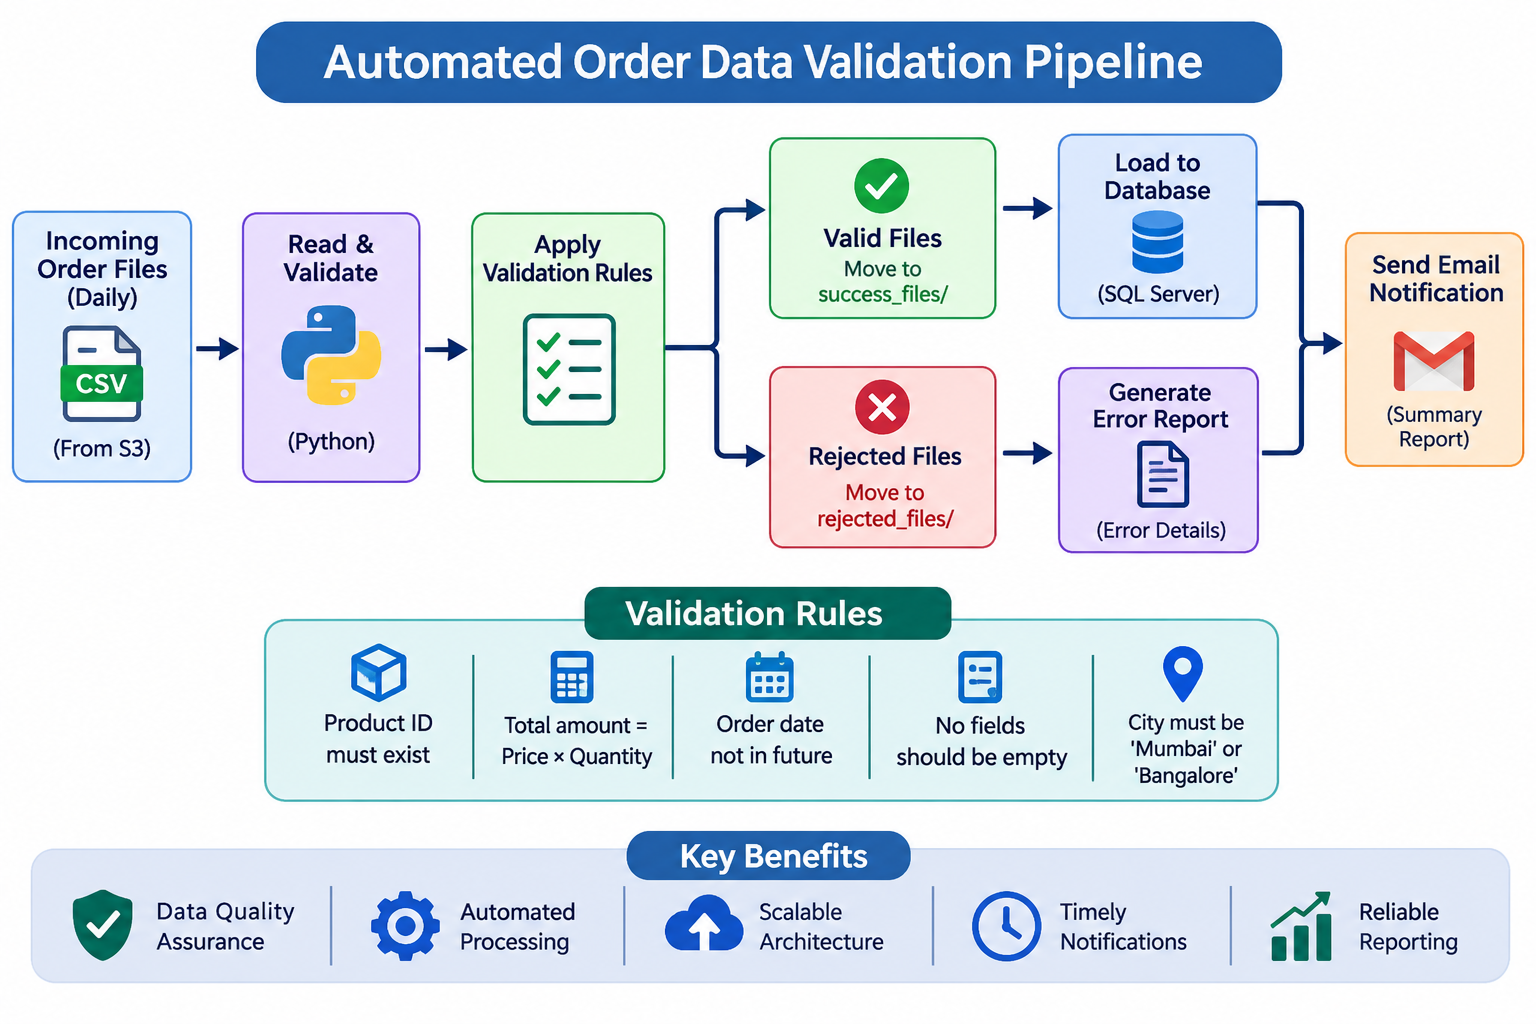 Automated Order Data Validation Pipeline
Incoming
Order Files
(Daily)
CSV
(From S3)
Read &
Validate
(Python)
Apply
Validation Rules
Valid Files
Move to
success_files/
Load to
Database
(SQL Server)
Rejected Files
Move to
rejected_files/
Generate
Error Report
(Error Details)
Send Email
Notification
(Summary
Report)
Validation Rules
Product ID
must exist
Total amount =
Price × Quantity
Order date
not in future
No fields
should be empty
City must be
'Mumbai' or
'Bangalore'
Key Benefits
Data Quality
Assurance
Automated
Processing
Scalable
Architecture
Timely
Notifications
Reliable
Reporting